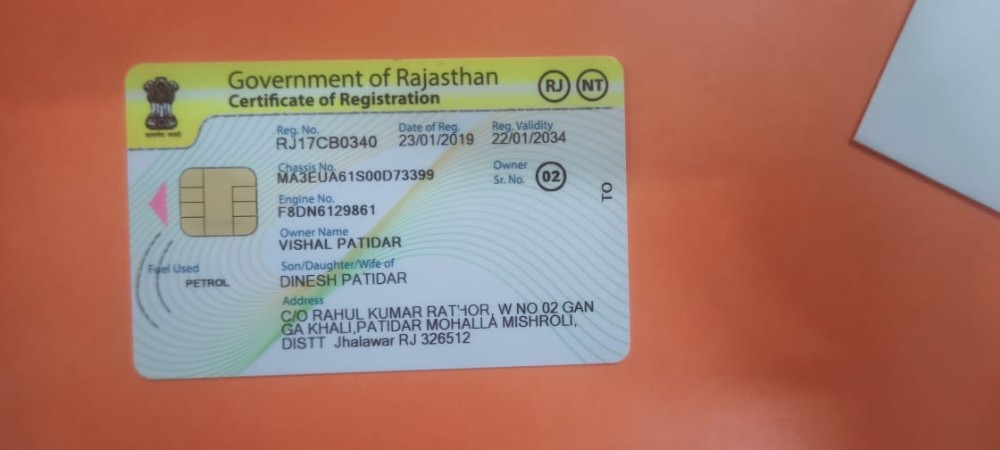 Government of Rajasthan
Certificate of Registration
RJ NT
Reg. No. Date of Reg. Reg. Validity
RJ17CB0340 23/01/2019 22/01/2034
Chassis No. Owner
MA3EUA61S00D73399 Sr. No. 02
TO
Engine No.
F8DN6129861
Owner Name
VISHAL PATIDAR
Fuel Used Son/Daughter/Wife of
PETROL DINESH PATIDAR
Address
C/O RAHUL KUMAR RATHOR, W NO 02 GAN
GA KHALI,PATIDAR MOHALLA MISHROLI,
DISTT Jhalawar RJ 326512